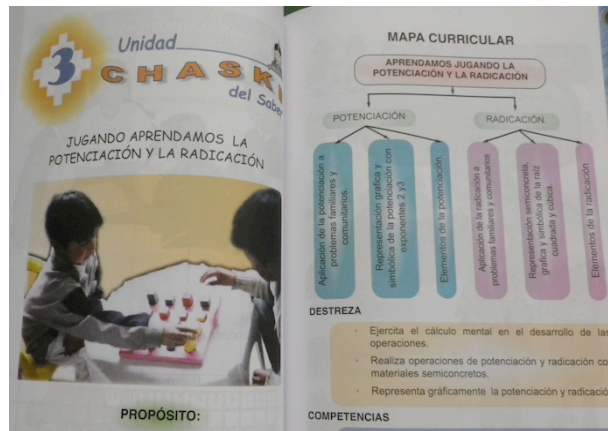 Unidad
3
CHASKI
del Saber
JUGANDO APRENDAMOS LA
POTENCIACIÓN Y LA RADICACIÓN
PROPÓSITO:
MAPA CURRICULAR
APRENDAMOS JUGANDO LA
POTENCIACIÓN Y LA RADICACIÓN
POTENCIACIÓN
RADICACIÓN
Aplicación de la potenciación a
problemas familiares y
comunitarios.
Representación grafica y
simbólica de la potenciación con
exponentes 2 y3
Elementos de la potenciación
Aplicación de la radicación a
problemas familiares y comunitarios
Representación semiconcreta,
grafica y simbólica de la raíz
cuadrada y cúbica.
Elementos de la radicación
DESTREZA
Ejercita el cálculo mental en el desarrollo de las
operaciones.
Realiza operaciones de potenciación y radicación co
materiales semiconcretos.
Representa gráficamente la potenciación y radicació
COMPETENCIAS